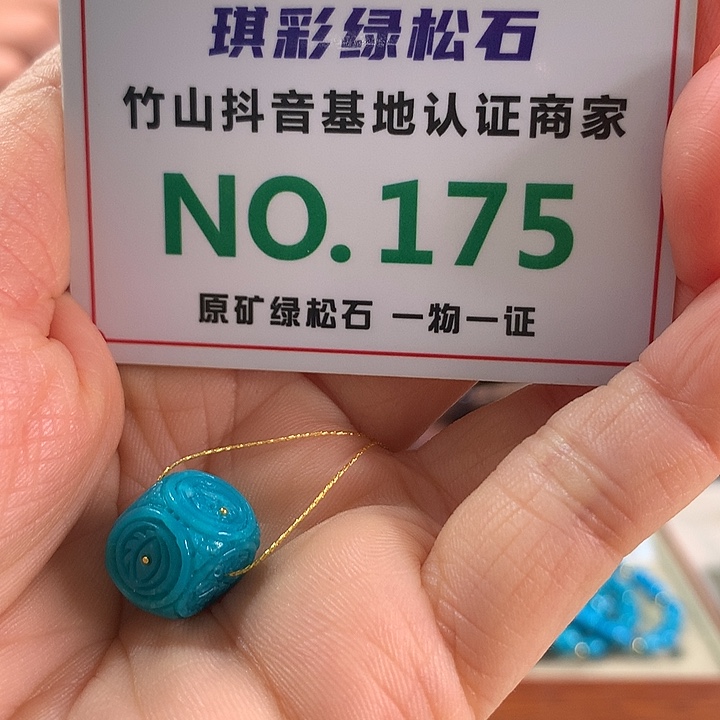 琪彩绿松石
竹山抖音基地认证商家
NO.175
原矿绿松石 一物一证